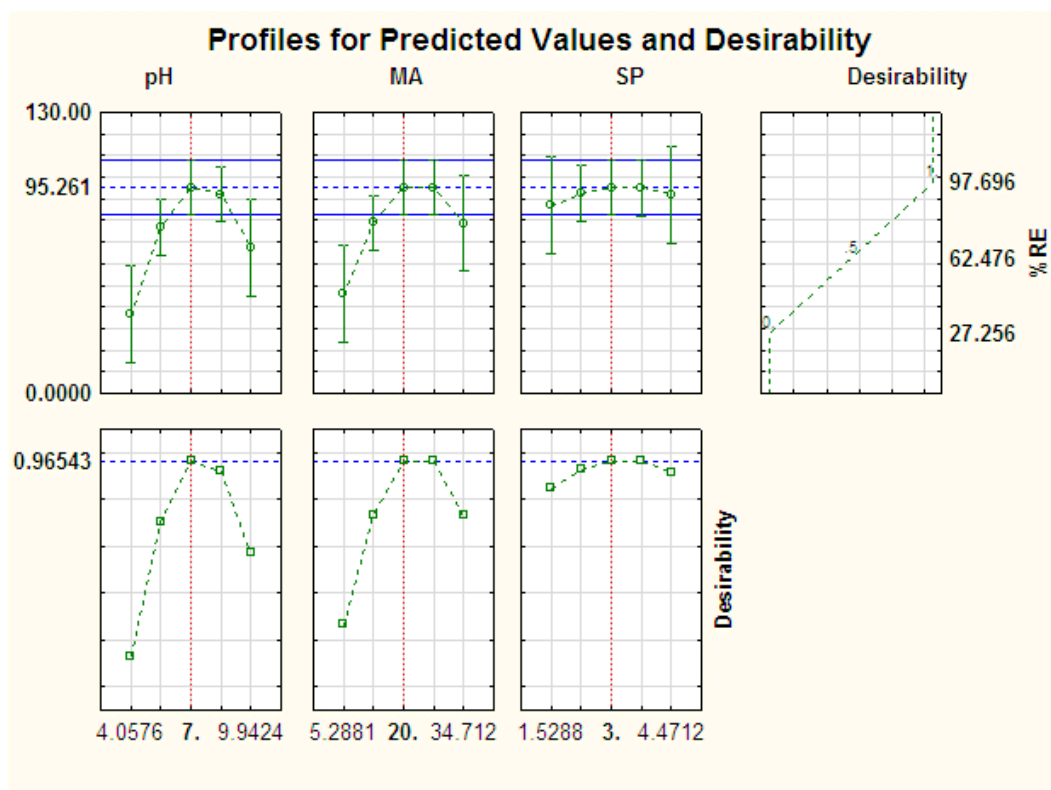 Profiles for Predicted Values and Desirability
pH MA SP Desirability
130.00
95.261
0.0000
1
.5
0
97.696
62.476
27.256
% RE
0.96543
Desirability
4.0576 7. 9.9424 5.2881 20. 34.712 1.5288 3. 4.4712